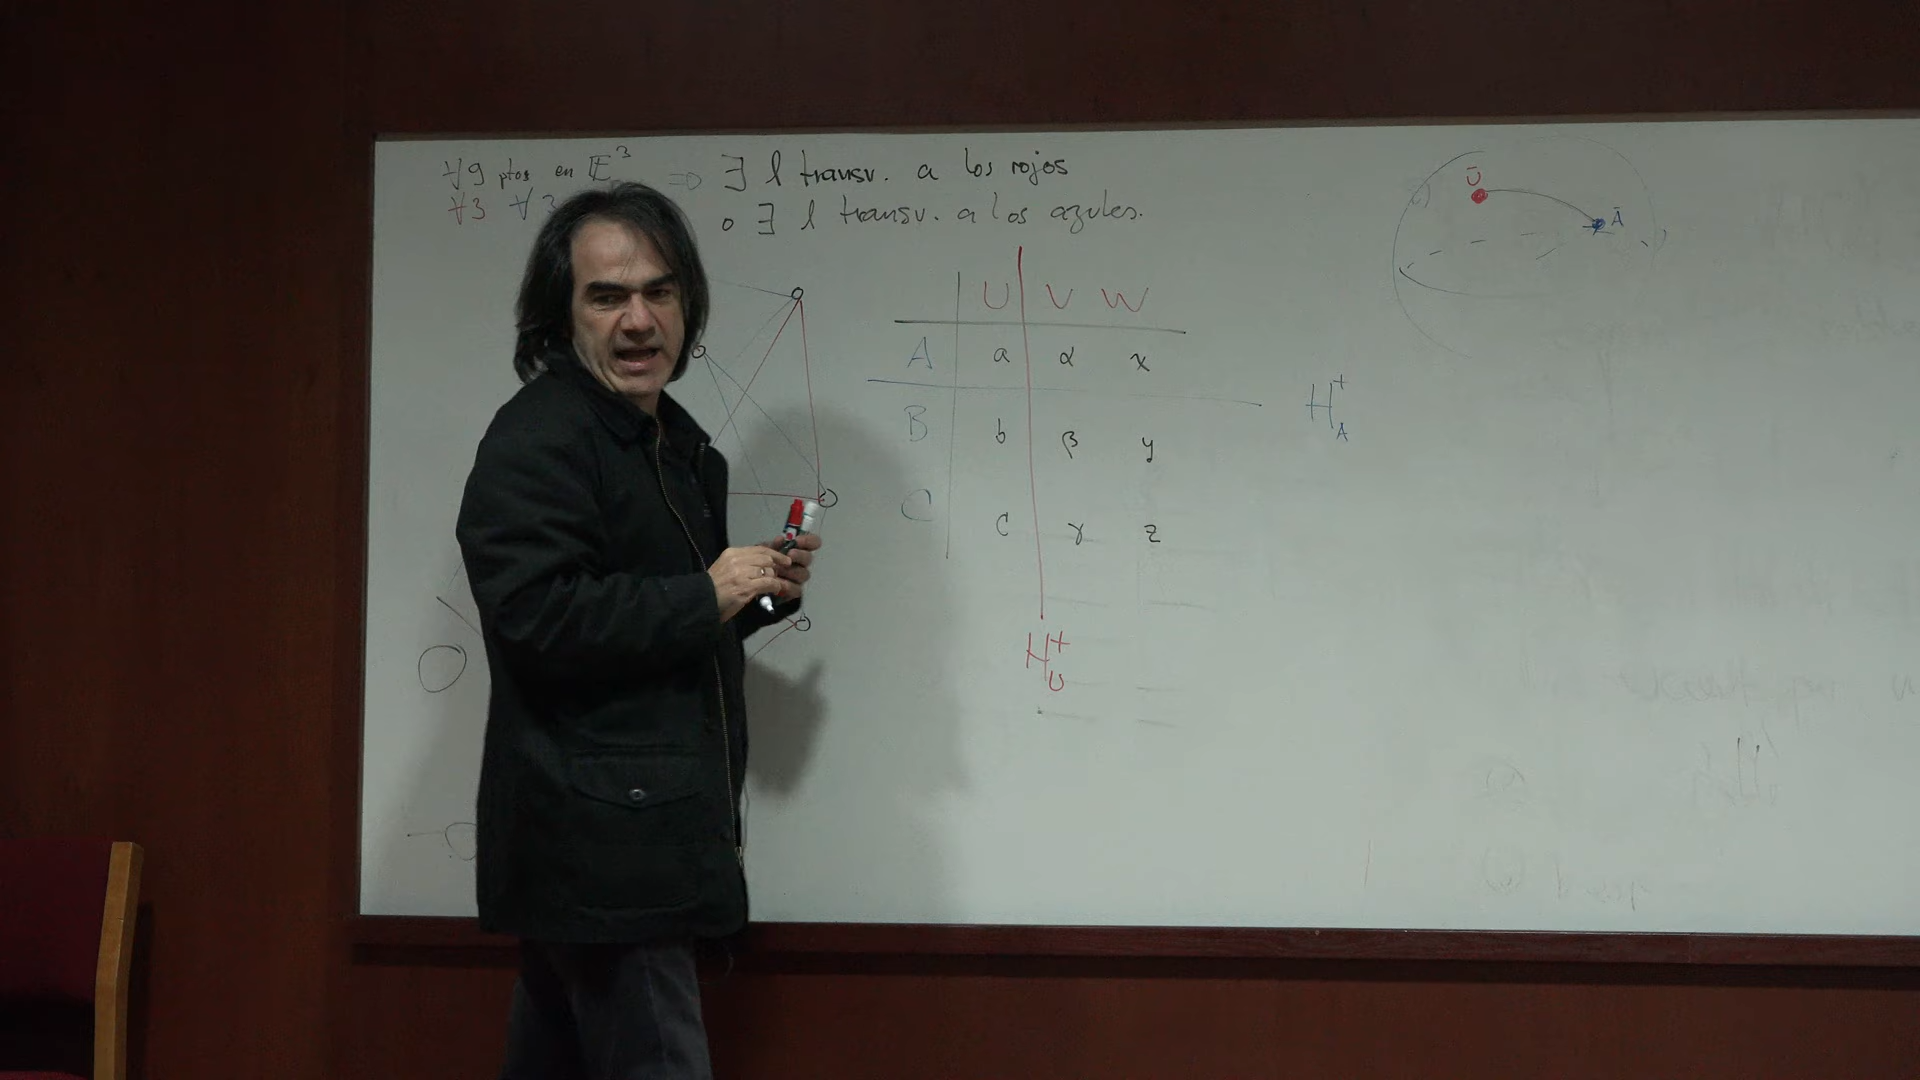 ∀9 ptos en E³ ⇒ ∃ l transv. a los rojos
∀3 ∀3 o ∃ l transv. a los azules.
U V W
A a α x
B b β y
C c γ z
H⁺_A
H⁺_U
Ū
Ā